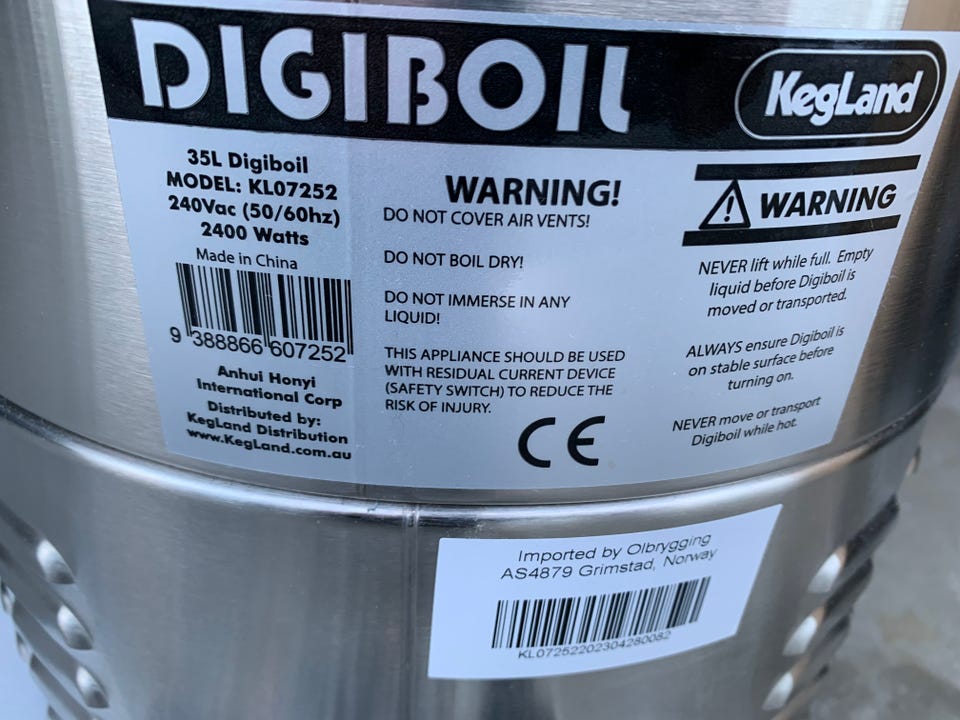 DIGIBOIL
KegLand
35L Digiboil
MODEL: KL07252
240Vac (50/60hz)
2400 Watts
Made in China
9 388866 607252
Anhui Honyi
International Corp
Distributed by:
KegLand Distribution
www.KegLand.com.au
WARNING!
DO NOT COVER AIR VENTS!
DO NOT BOIL DRY!
DO NOT IMMERSE IN ANY
LIQUID!
THIS APPLIANCE SHOULD BE USED
WITH RESIDUAL CURRENT DEVICE
(SAFETY SWITCH) TO REDUCE THE
RISK OF INJURY.
CE
WARNING
NEVER lift while full. Empty
liquid before Digiboil is
moved or transported.
ALWAYS ensure Digiboil is
on stable surface before
turning on.
NEVER move or transport
Digiboil while hot.
Imported by Olbrygging
AS4879 Grimstad, Norway
KL07252202304280082